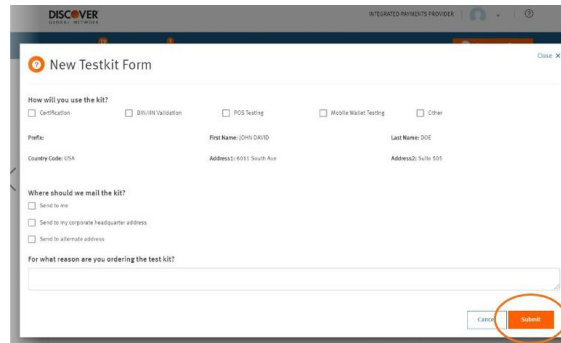 DISCOVER
GLOBAL NETWORK
INTEGRATED PAYMENTS PROVIDER
New Testkit Form
Close X
How will you use the kit?
Certification
BIN/IIN Validation
POS Testing
Mobile Wallet Testing
Other
Prefix:
First Name: JOHN DAVID
Last Name: DOE
Country Code: USA
Address1: 6011 South Ave
Address2: Suite 505
Where should we mail the kit?
Send to me
Send to my corporate headquarter address
Send to alternate address
For what reason are you ordering the test kit?
Cancel
Submit